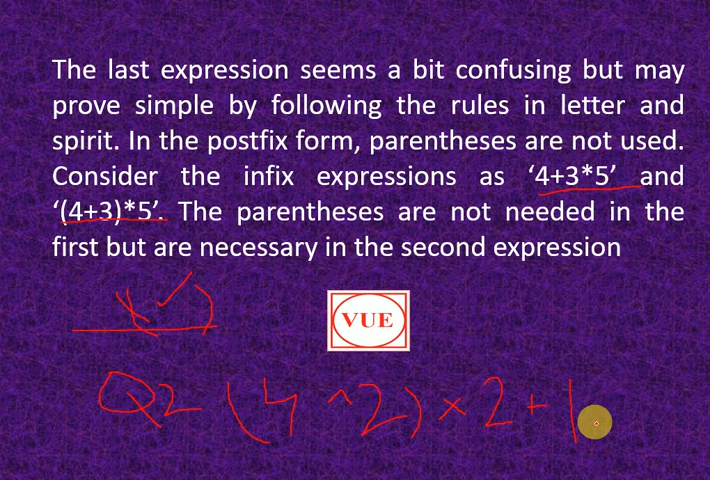 The last expression seems a bit confusing but may
prove simple by following the rules in letter and
spirit. In the postfix form, parentheses are not used.
Consider the infix expressions as ‘4+3*5’ and
‘(4+3)*5’. The parentheses are not needed in the
first but are necessary in the second expression
VUE
Q2 (4 ^2) × 2 + 1